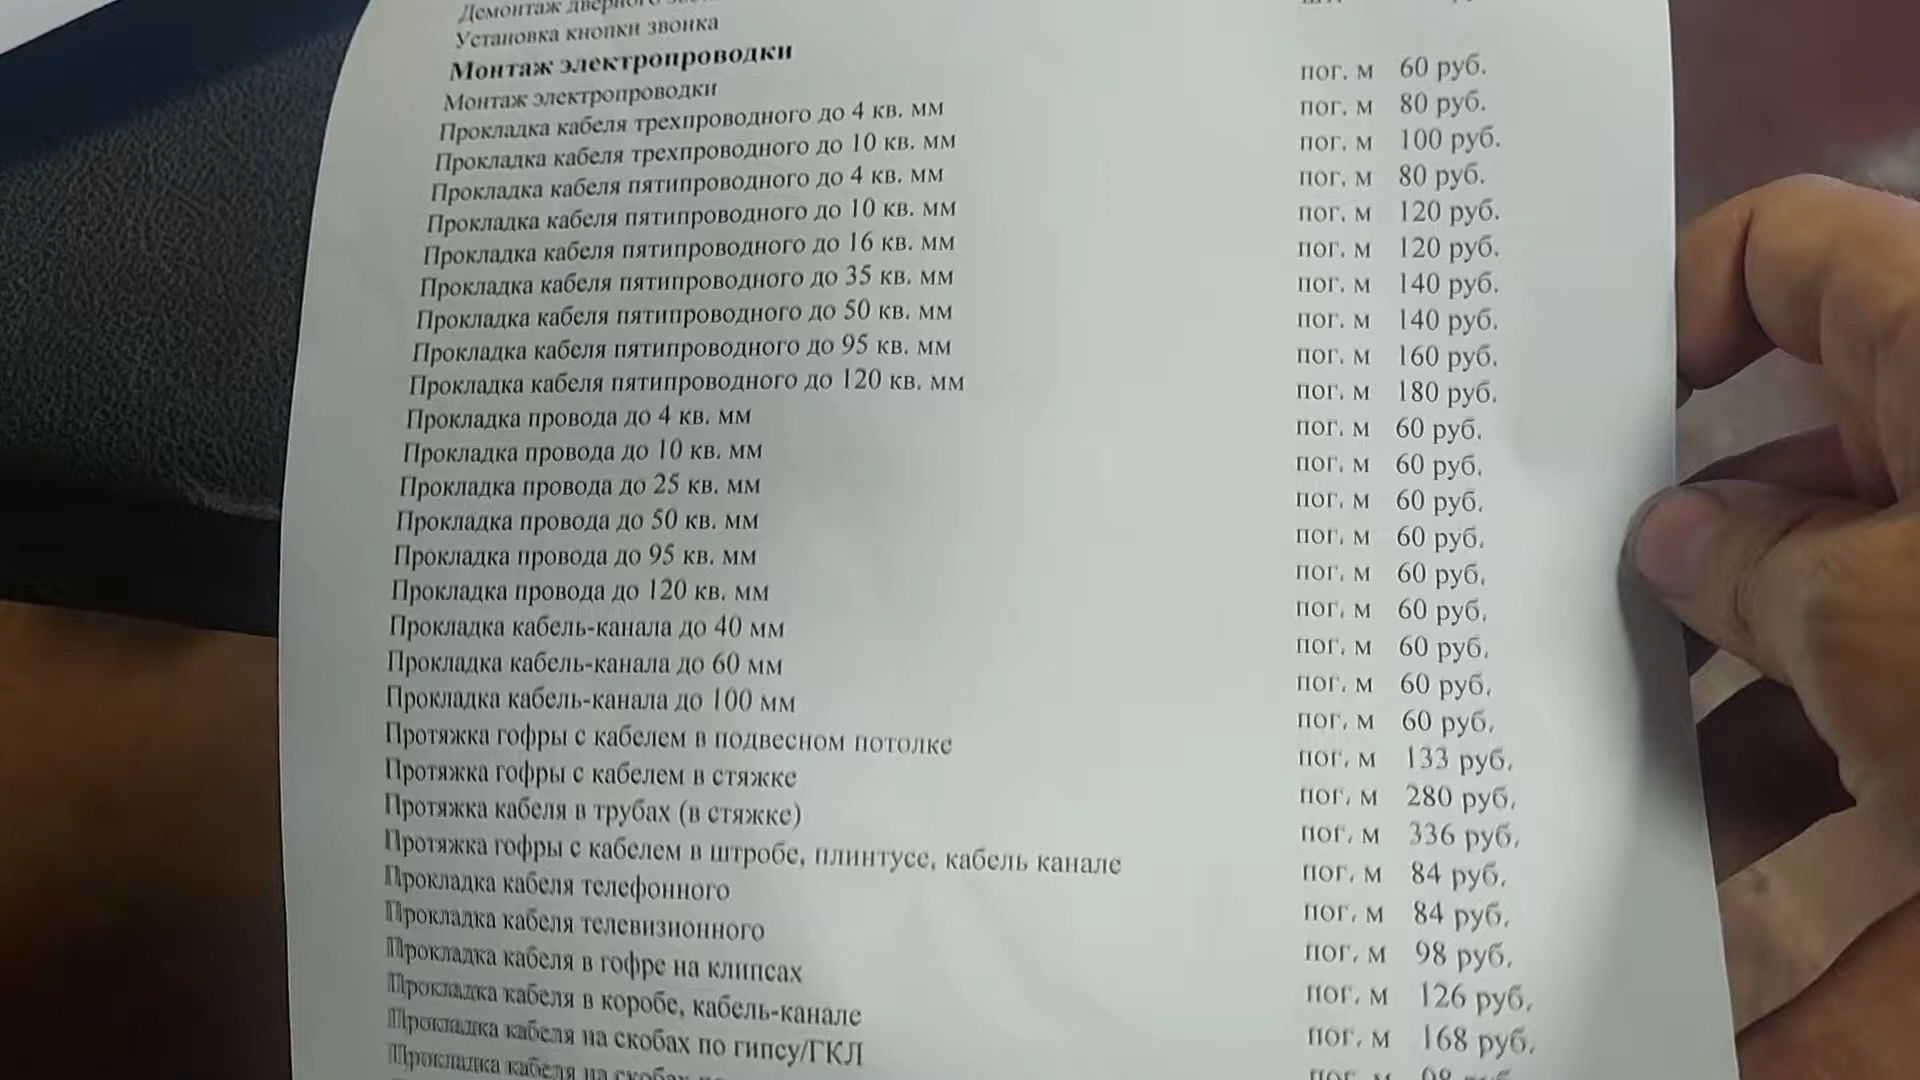 Установка кнопки звонка
Монтаж электропроводки
Монтаж электропроводки пог. м 60 руб.
Прокладка кабеля трехпроводного до 4 кв. мм пог. м 80 руб.
Прокладка кабеля трехпроводного до 10 кв. мм пог. м 100 руб.
Прокладка кабеля пятипроводного до 4 кв. мм пог. м 80 руб.
Прокладка кабеля пятипроводного до 10 кв. мм пог. м 120 руб.
Прокладка кабеля пятипроводного до 16 кв. мм пог. м 120 руб.
Прокладка кабеля пятипроводного до 35 кв. мм пог. м 140 руб.
Прокладка кабеля пятипроводного до 50 кв. мм пог. м 140 руб.
Прокладка кабеля пятипроводного до 95 кв. мм пог. м 160 руб.
Прокладка кабеля пятипроводного до 120 кв. мм пог. м 180 руб.
Прокладка провода до 4 кв. мм пог. м 60 руб.
Прокладка провода до 10 кв. мм пог. м 60 руб.
Прокладка провода до 25 кв. мм пог. м 60 руб.
Прокладка провода до 50 кв. мм пог. м 60 руб.
Прокладка провода до 95 кв. мм пог. м 60 руб.
Прокладка провода до 120 кв. мм пог. м 60 руб.
Прокладка кабель-канала до 40 мм пог. м 60 руб.
Прокладка кабель-канала до 60 мм пог. м 60 руб.
Прокладка кабель-канала до 100 мм пог. м 60 руб.
Протяжка гофры с кабелем в подвесном потолке пог. м 133 руб.
Протяжка гофры с кабелем в стяжке пог. м 280 руб.
Протяжка кабеля в трубах (в стяжке) пог. м 336 руб.
Протяжка гофры с кабелем в штробе, плинтусе, кабель канале пог. м 84 руб.
Прокладка кабеля телефонного пог. м 84 руб.
Прокладка кабеля телевизионного пог. м 98 руб.
Прокладка кабеля в гофре на клипсах пог. м 126 руб.
Прокладка кабеля в коробе, кабель-канале пог. м 168 руб.
Прокладка кабеля на скобах по гипсу/ГКЛ пог. м 98 руб.
Прокладка кабеля на скобах